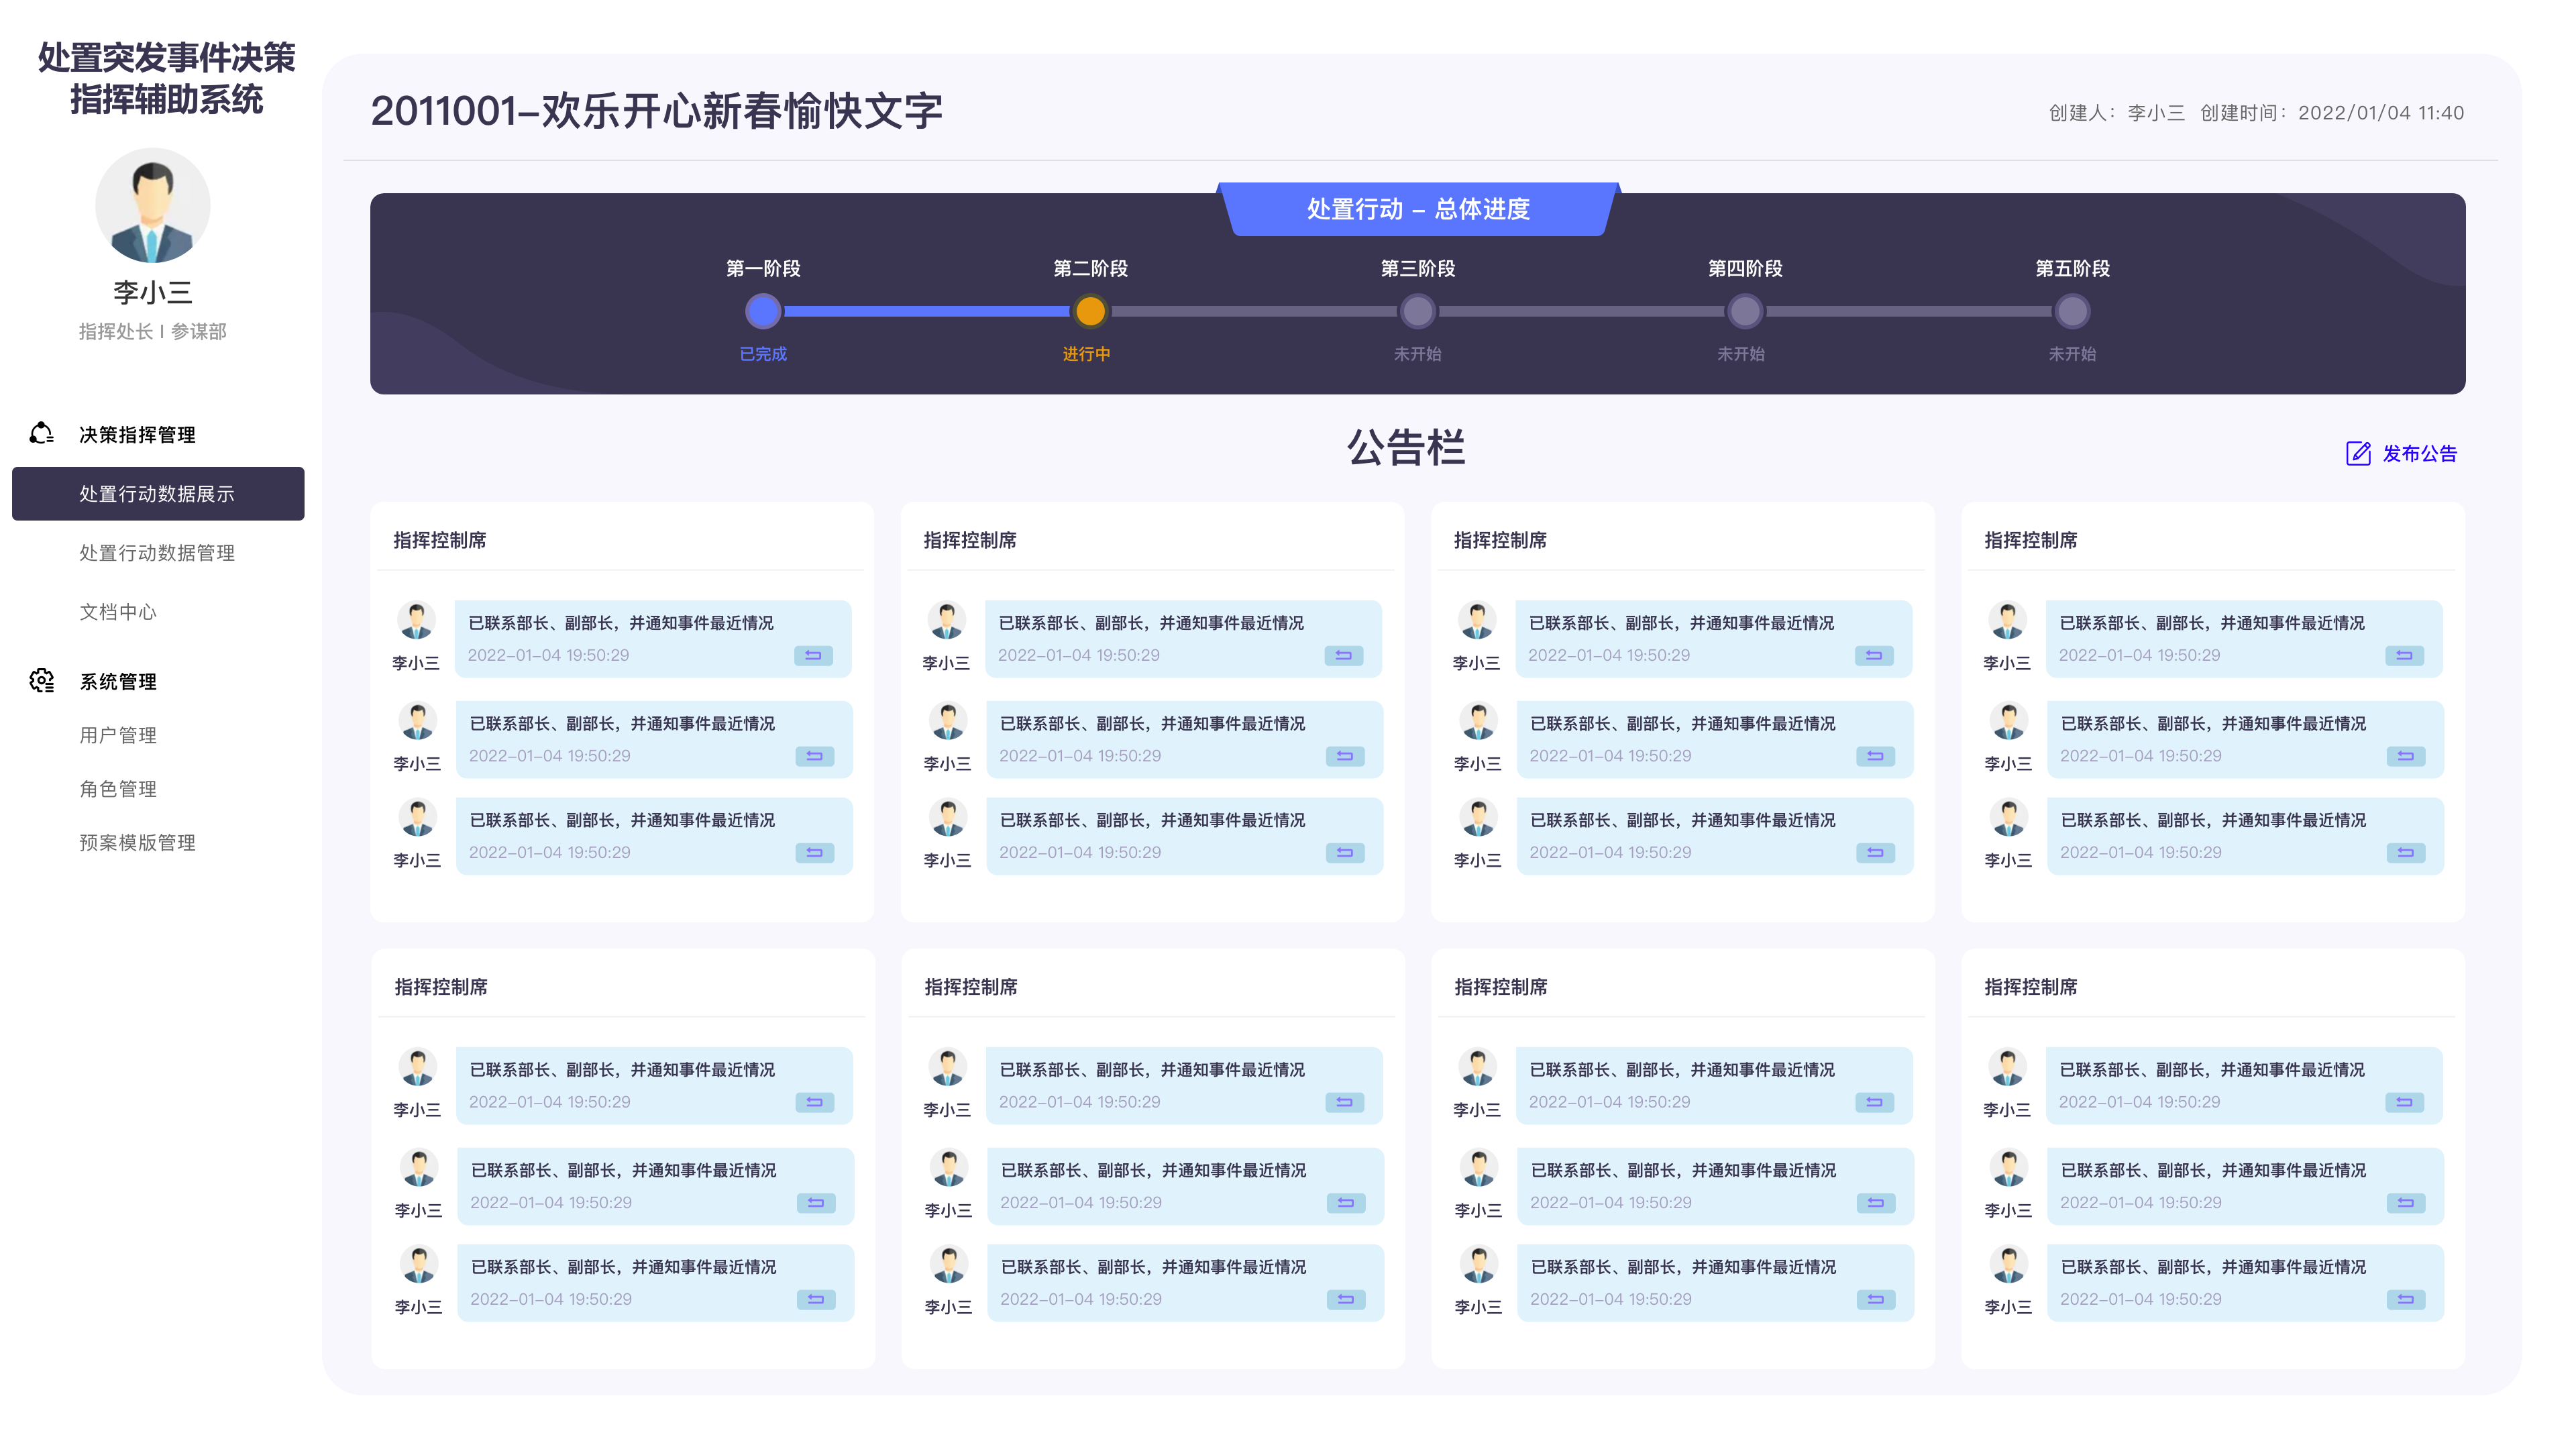 处置突发事件决策
指挥辅助系统
李小三
指挥处长 | 参谋部
决策指挥管理
处置行动数据展示
处置行动数据管理
文档中心
系统管理
用户管理
角色管理
预案模版管理
2011001-欢乐开心新春愉快文字
创建人：李小三 创建时间：2022/01/04 11:40
处置行动 - 总体进度
第一阶段
第二阶段
第三阶段
第四阶段
第五阶段
已完成
进行中
未开始
未开始
未开始
公告栏
发布公告
指挥控制席
已联系部长、副部长，并通知事件最近情况
2022-01-04 19:50:29
李小三
已联系部长、副部长，并通知事件最近情况
2022-01-04 19:50:29
李小三
已联系部长、副部长，并通知事件最近情况
2022-01-04 19:50:29
李小三
指挥控制席
已联系部长、副部长，并通知事件最近情况
2022-01-04 19:50:29
李小三
已联系部长、副部长，并通知事件最近情况
2022-01-04 19:50:29
李小三
已联系部长、副部长，并通知事件最近情况
2022-01-04 19:50:29
李小三
指挥控制席
已联系部长、副部长，并通知事件最近情况
2022-01-04 19:50:29
李小三
已联系部长、副部长，并通知事件最近情况
2022-01-04 19:50:29
李小三
已联系部长、副部长，并通知事件最近情况
2022-01-04 19:50:29
李小三
指挥控制席
已联系部长、副部长，并通知事件最近情况
2022-01-04 19:50:29
李小三
已联系部长、副部长，并通知事件最近情况
2022-01-04 19:50:29
李小三
已联系部长、副部长，并通知事件最近情况
2022-01-04 19:50:29
李小三
指挥控制席
已联系部长、副部长，并通知事件最近情况
2022-01-04 19:50:29
李小三
已联系部长、副部长，并通知事件最近情况
2022-01-04 19:50:29
李小三
已联系部长、副部长，并通知事件最近情况
2022-01-04 19:50:29
李小三
指挥控制席
已联系部长、副部长，并通知事件最近情况
2022-01-04 19:50:29
李小三
已联系部长、副部长，并通知事件最近情况
2022-01-04 19:50:29
李小三
已联系部长、副部长，并通知事件最近情况
2022-01-04 19:50:29
李小三
指挥控制席
已联系部长、副部长，并通知事件最近情况
2022-01-04 19:50:29
李小三
已联系部长、副部长，并通知事件最近情况
2022-01-04 19:50:29
李小三
已联系部长、副部长，并通知事件最近情况
2022-01-04 19:50:29
李小三
指挥控制席
已联系部长、副部长，并通知事件最近情况
2022-01-04 19:50:29
李小三
已联系部长、副部长，并通知事件最近情况
2022-01-04 19:50:29
李小三
已联系部长、副部长，并通知事件最近情况
2022-01-04 19:50:29
李小三